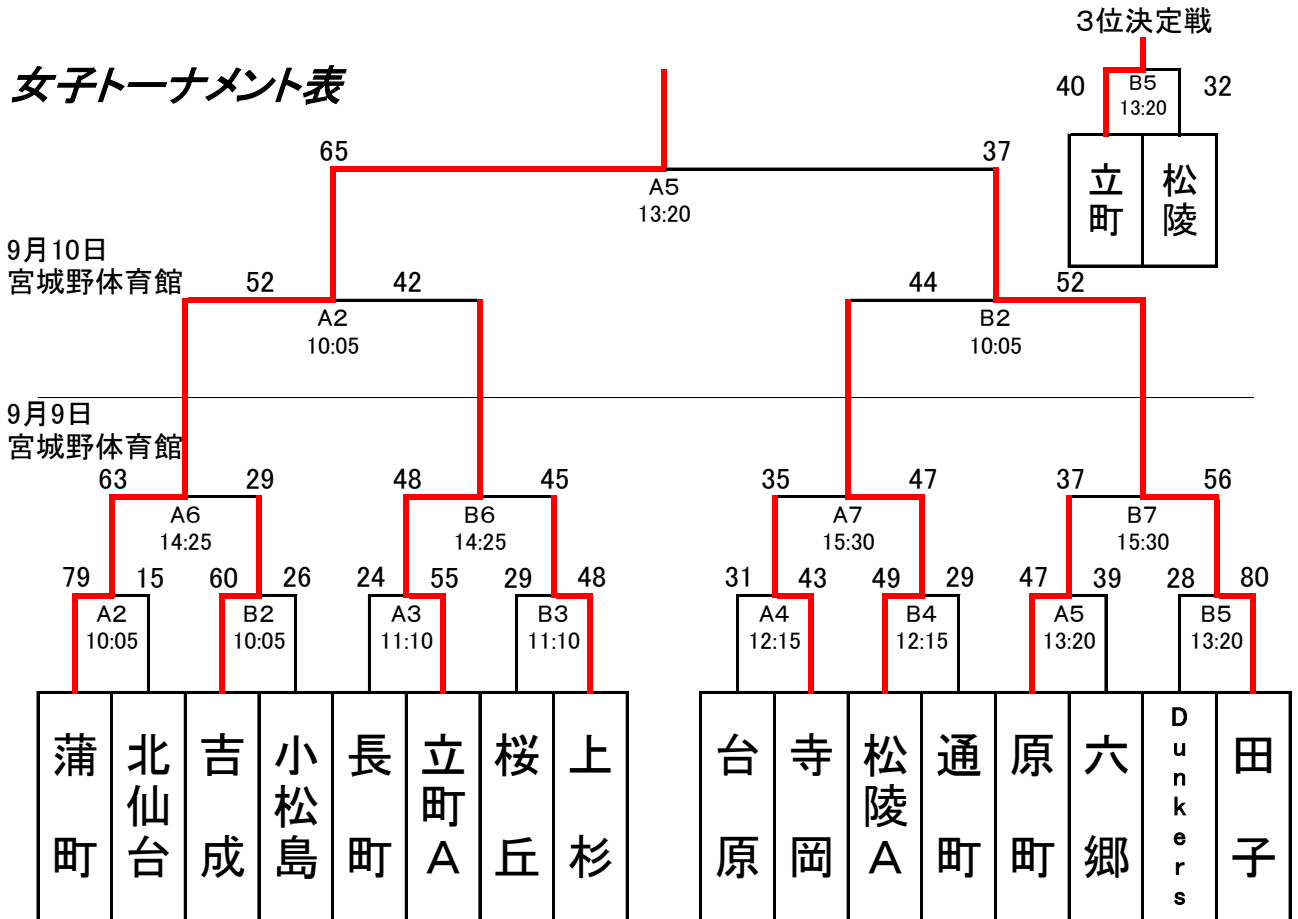 3位決定戦
女子トーナメント表
40
B5
13:20
32
立町
松陵
65
37
A5
13:20
9月10日
宮城野体育館
52
42
44
52
A2
10:05
B2
10:05
9月9日
宮城野体育館
63
29
48
45
35
47
37
56
A6
14:25
B6
14:25
A7
15:30
B7
15:30
79
15
60
26
24
55
29
48
31
43
49
29
47
39
28
80
A2
10:05
B2
10:05
A3
11:10
B3
11:10
A4
12:15
B4
12:15
A5
13:20
B5
13:20
蒲町
北仙台
吉成
小松島
長町
立町A
桜丘
上杉
台原
寺岡
松陵A
通町
原町
六郷
Dunkers
田子